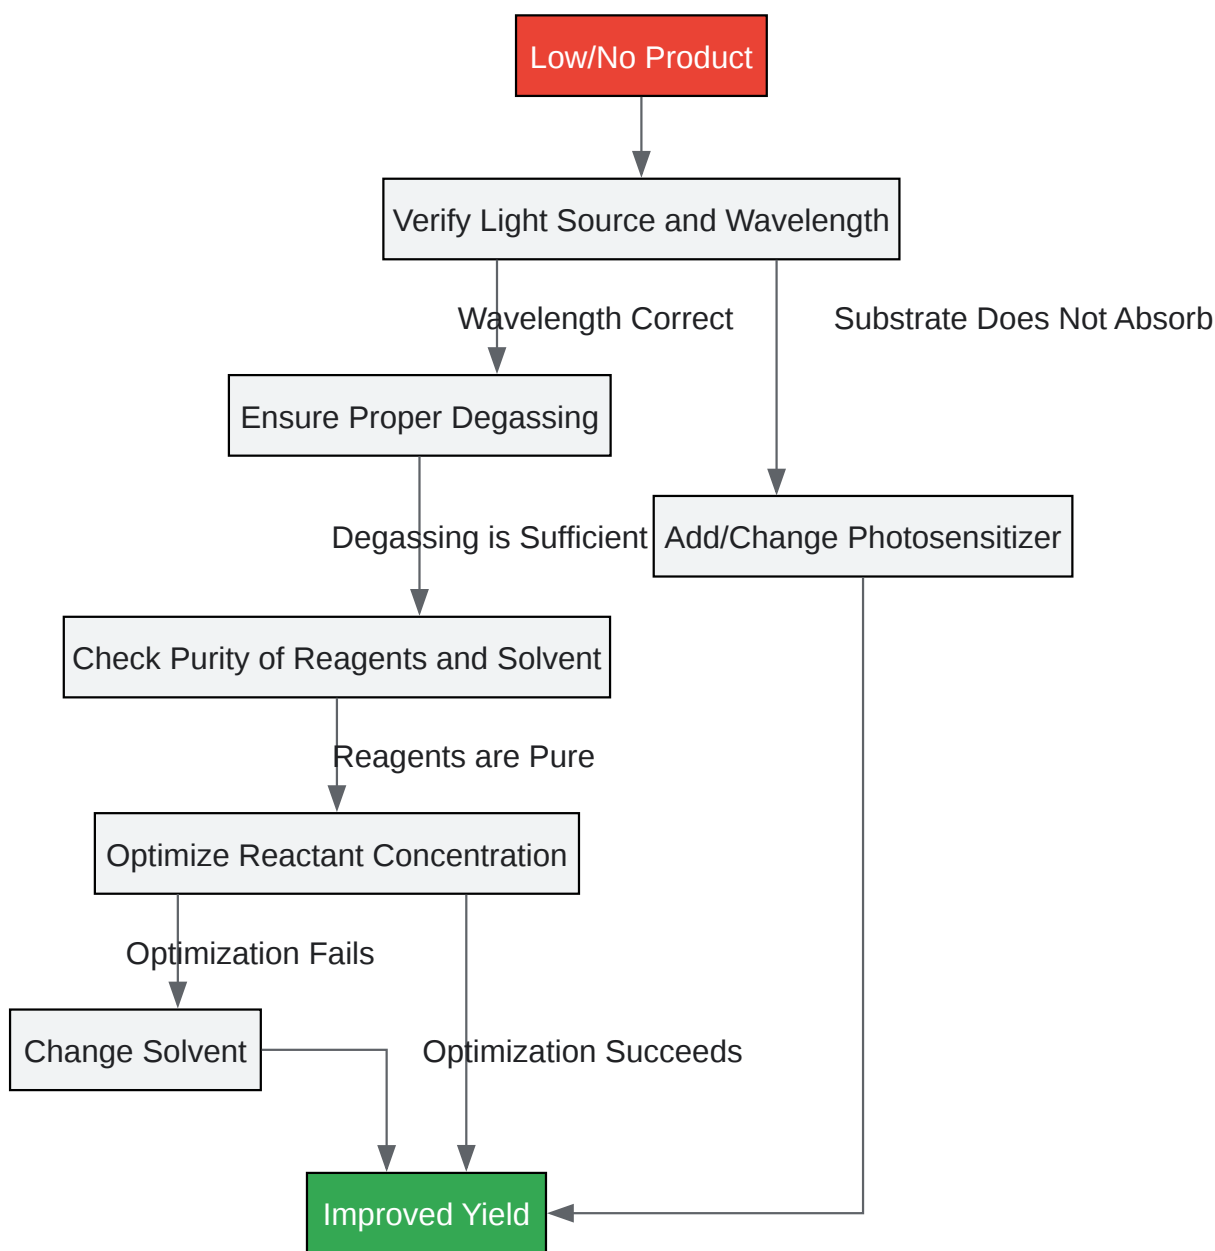 Low/No Product
Verify Light Source and Wavelength
Wavelength Correct
Substrate Does Not Absorb
Ensure Proper Degassing
Degassing is Sufficient
Add/Change Photosensitizer
Check Purity of Reagents and Solvent
Reagents are Pure
Optimize Reactant Concentration
Optimization Fails
Change Solvent
Optimization Succeeds
Improved Yield